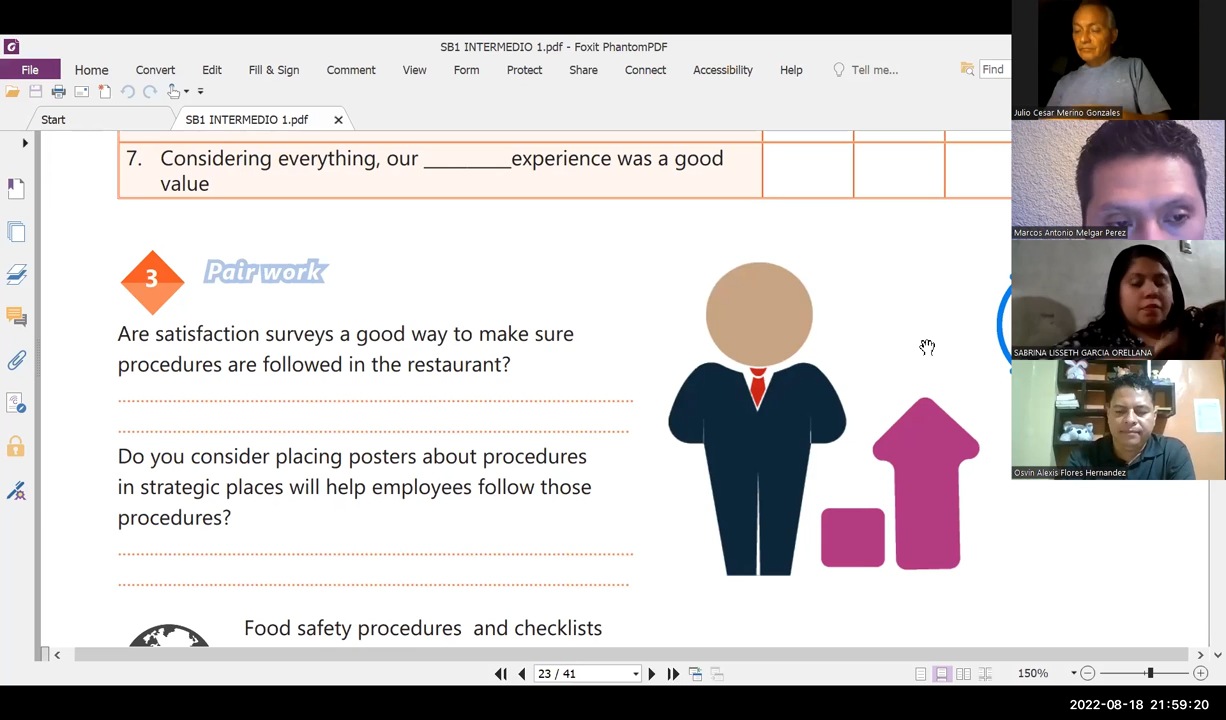 SB1 INTERMEDIO 1.pdf - Foxit PhantomPDF
File Home Convert Edit Fill & Sign Comment View Form Protect Share Connect Accessibility Help Tell me... Find
Start SB1 INTERMEDIO 1.pdf
7. Considering everything, our _________experience was a good
value
3 Pair work
Are satisfaction surveys a good way to make sure
procedures are followed in the restaurant?
Do you consider placing posters about procedures
in strategic places will help employees follow those
procedures?
Food safety procedures and checklists
23 / 41
150%
Julio Cesar Merino Gonzales
Marcos Antonio Melgar Perez
SABRINA LISSETH GARCIA ORELLANA
Osvin Alexis Flores Hernandez
2022-08-18 21:59:20